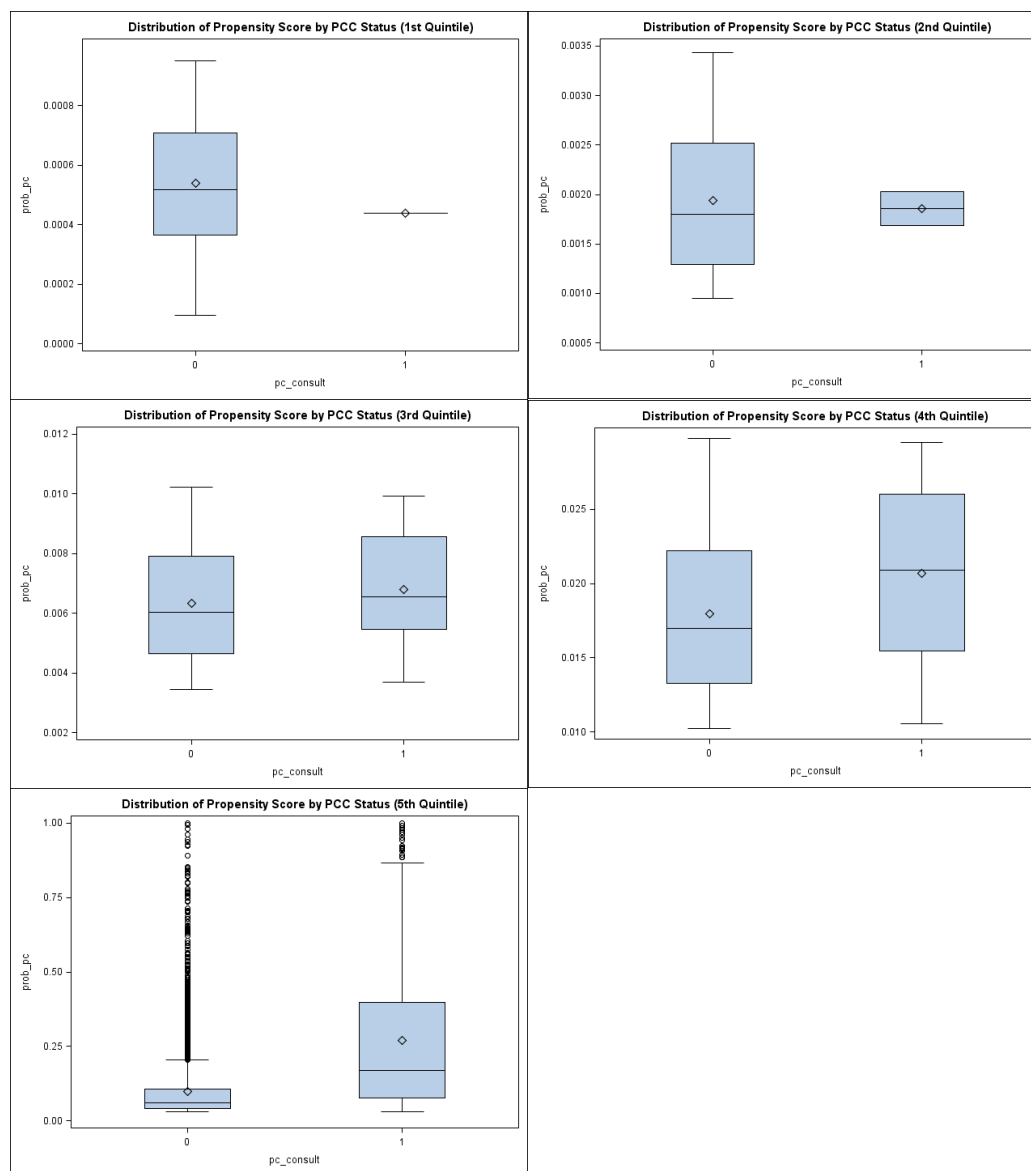 Distribution of Propensity Score by PCC Status (1st Quintile)
0.0008
0.0006
0.0004
0.0002
0.0000
prob_pc
0
1
pc_consult
Distribution of Propensity Score by PCC Status (2nd Quintile)
0.0035
0.0030
0.0025
0.0020
0.0015
0.0010
0.0005
prob_pc
0
1
pc_consult
Distribution of Propensity Score by PCC Status (3rd Quintile)
0.012
0.010
0.008
0.006
0.004
0.002
prob_pc
0
1
pc_consult
Distribution of Propensity Score by PCC Status (4th Quintile)
0.025
0.020
0.015
0.010
prob_pc
0
1
pc_consult
Distribution of Propensity Score by PCC Status (5th Quintile)
1.00
0.75
0.50
0.25
0.00
prob_pc
0
1
pc_consult